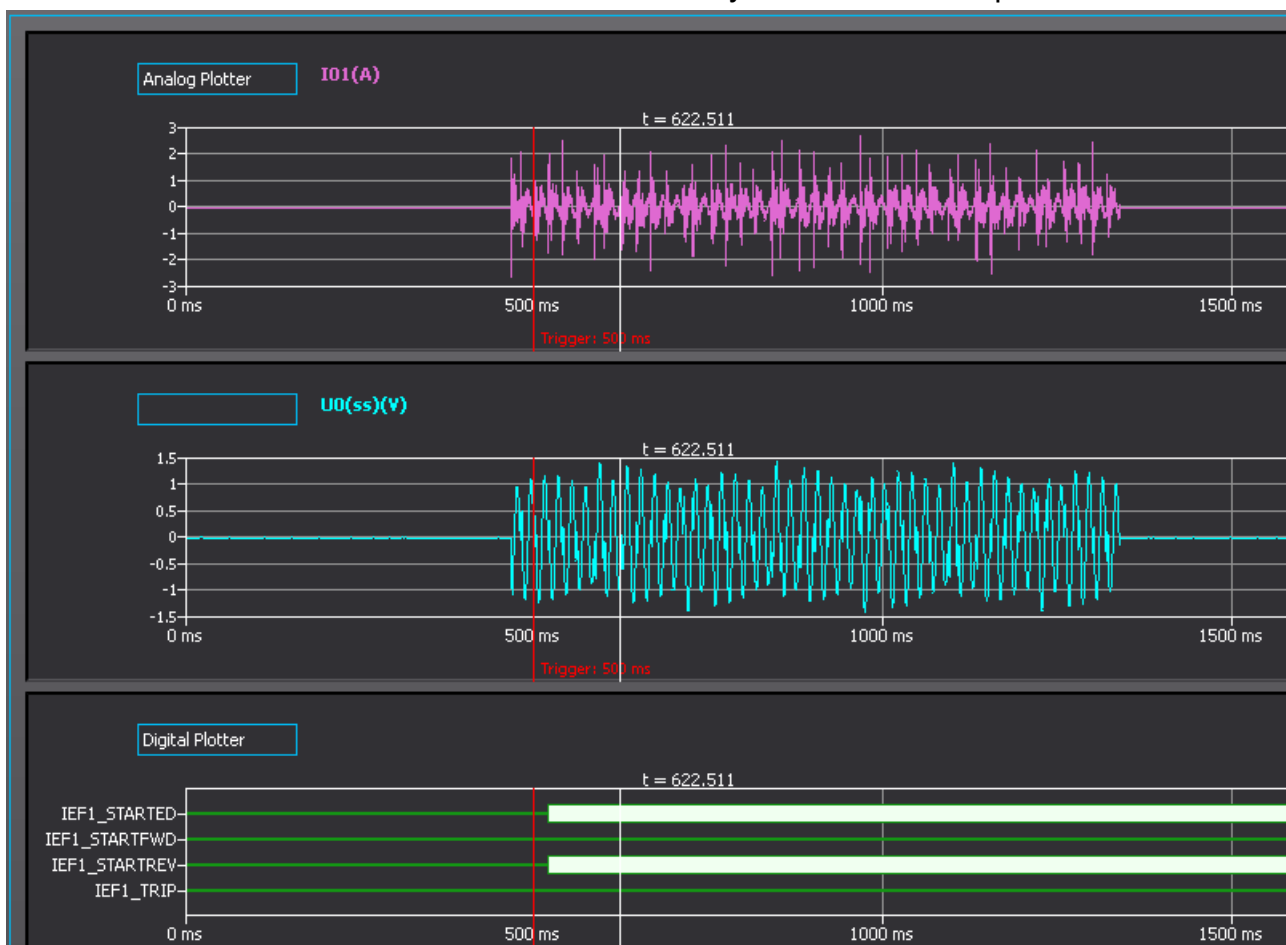 Analog Plotter I01(A)
t = 622.511
3
2
1
0
-1
-2
-3
0 ms 500 ms 1000 ms 1500 ms
Trigger: 500 ms
U0(ss)(V)
t = 622.511
1.5
1
0.5
0
-0.5
-1
-1.5
0 ms 500 ms 1000 ms 1500 ms
Trigger: 500 ms
Digital Plotter
t = 622.511
IEF1_STARTED
IEF1_STARTFWD
IEF1_STARTREV
IEF1_TRIP
0 ms 500 ms 1000 ms 1500 ms